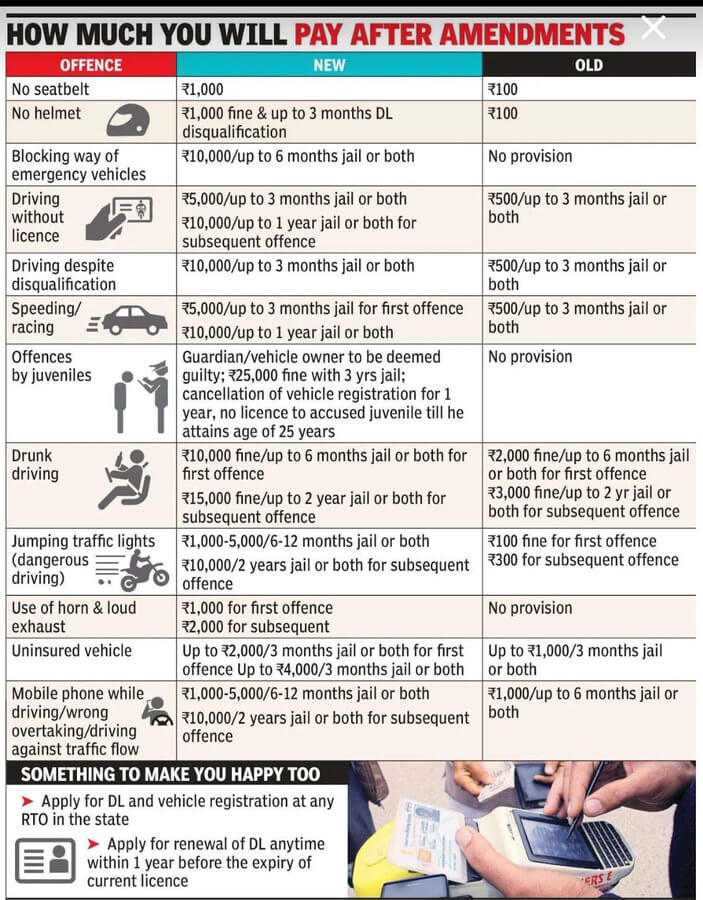 HOW MUCH YOU WILL PAY AFTER AMENDMENTS
OFFENCE
NEW
OLD
No seatbelt
₹1,000
₹100
No helmet
₹1,000 fine & up to 3 months DL
disqualification
₹100
Blocking way of
emergency vehicles
₹10,000/up to 6 months jail or both
No provision
Driving
without
licence
₹5,000/up to 3 months jail or both
₹10,000/up to 1 year jail or both for
subsequent offence
₹500/up to 3 months jail or
both
Driving despite
disqualification
₹10,000/up to 3 months jail or both
₹500/up to 3 months jail or
both
Speeding/
racing
₹5,000/up to 3 months jail for first offence
₹10,000/up to 1 year jail or both
₹500/up to 3 months jail or
both
Offences
by juveniles
Guardian/vehicle owner to be deemed
guilty; ₹25,000 fine with 3 yrs jail;
cancellation of vehicle registration for 1
year, no licence to accused juvenile till he
attains age of 25 years
No provision
Drunk
driving
₹10,000 fine/up to 6 months jail or both for
first offence
₹15,000 fine/up to 2 year jail or both for
subsequent offence
₹2,000 fine/up to 6 months jail
or both for first offence
₹3,000 fine/up to 2 yr jail or
both for subsequent offence
Jumping traffic lights
(dangerous
driving)
₹1,000-5,000/6-12 months jail or both
₹10,000/2 years jail or both for subsequent
offence
₹100 fine for first offence
₹300 for subsequent offence
Use of horn & loud
exhaust
₹1,000 for first offence
₹2,000 for subsequent
No provision
Uninsured vehicle
Up to ₹2,000/3 months jail or both for first
offence Up to ₹4,000/3 months jail or both
Up to ₹1,000/3 months jail
or both
Mobile phone while
driving/wrong
overtaking/driving
against traffic flow
₹1,000-5,000/6-12 months jail or both
₹10,000/2 years jail or both for subsequent
offence
₹1,000/up to 6 months jail or
both
SOMETHING TO MAKE YOU HAPPY TOO
➤ Apply for DL and vehicle registration at any
RTO in the state
➤ Apply for renewal of DL anytime
within 1 year before the expiry of
current licence